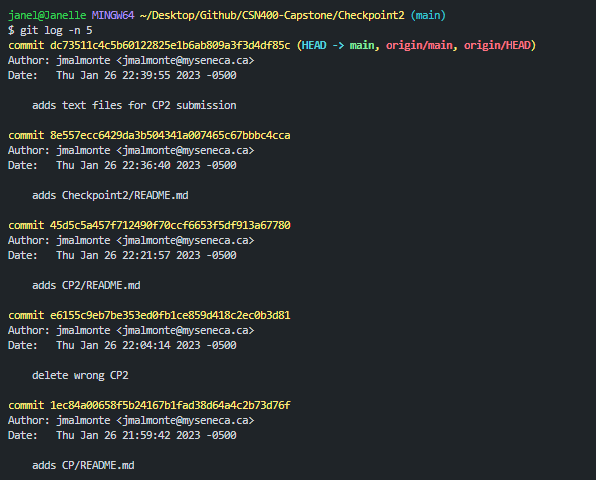 janel@Janelle MINGW64 ~/Desktop/Github/CSN400-Capstone/Checkpoint2 (main)
$ git log -n 5
commit dc73511c4c5b60122825e1b6ab809a3f3d4df85c (HEAD -> main, origin/main, origin/HEAD)
Author: jmalmonte <jmalmonte@myseneca.ca>
Date:   Thu Jan 26 22:39:55 2023 -0500
adds text files for CP2 submission
commit 8e557ecc6429da3b504341a007465c67bbbc4cca
Author: jmalmonte <jmalmonte@myseneca.ca>
Date:   Thu Jan 26 22:36:40 2023 -0500
adds Checkpoint2/README.md
commit 45d5c5a457f712490f70ccf6653f5df913a67780
Author: jmalmonte <jmalmonte@myseneca.ca>
Date:   Thu Jan 26 22:21:57 2023 -0500
adds CP2/README.md
commit e6155c9eb7be353ed0fb1ce859d418c2ec0b3d81
Author: jmalmonte <jmalmonte@myseneca.ca>
Date:   Thu Jan 26 22:04:14 2023 -0500
delete wrong CP2
commit 1ec84a00658f5b24167b1fad38d64a4c2b73d76f
Author: jmalmonte <jmalmonte@myseneca.ca>
Date:   Thu Jan 26 21:59:42 2023 -0500
adds CP/README.md